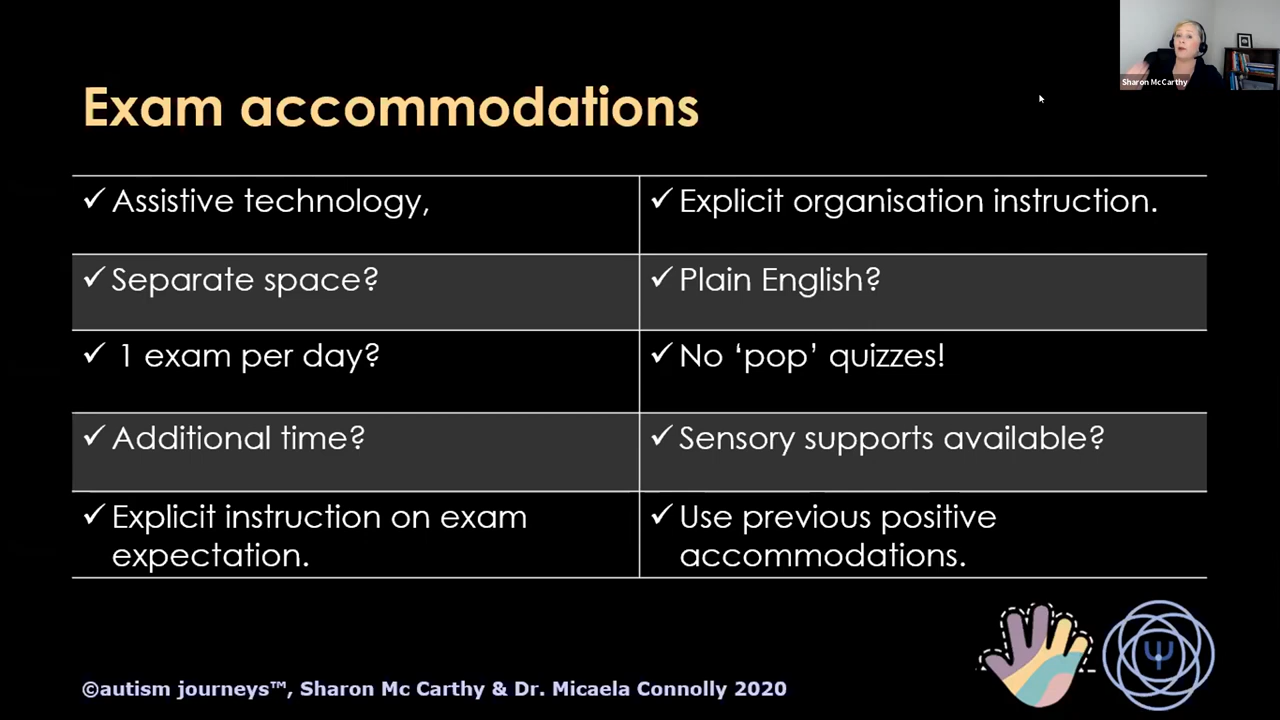 Sharon McCarthy
Exam accommodations
✓ Assistive technology,
✓ Explicit organisation instruction.
✓ Separate space?
✓ Plain English?
✓ 1 exam per day?
✓ No ‘pop’ quizzes!
✓ Additional time?
✓ Sensory supports available?
✓ Explicit instruction on exam
expectation.
✓ Use previous positive
accommodations.
Ψ
©autism journeys™, Sharon Mc Carthy & Dr. Micaela Connolly 2020